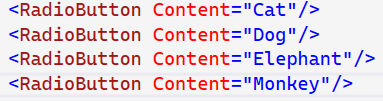 <RadioButton Content="Cat"/>
<RadioButton Content="Dog"/>
<RadioButton Content="Elephant"/>
<RadioButton Content="Monkey"/>